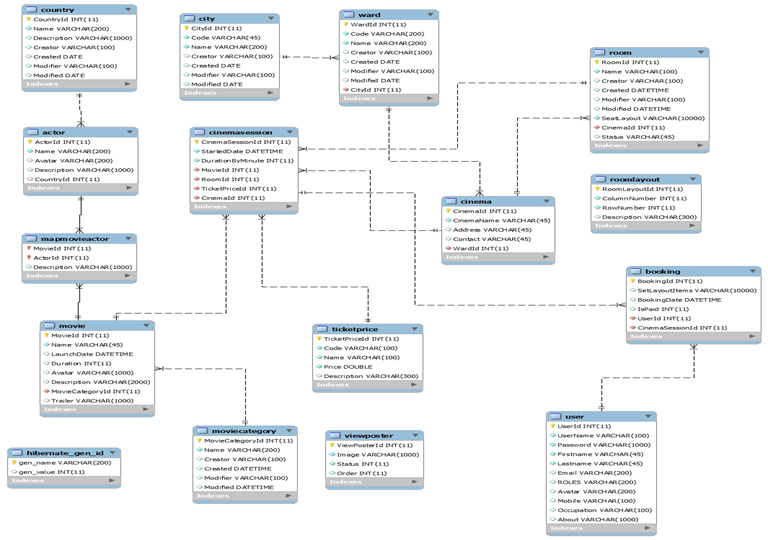 country
CountryId INT(11)
Name VARCHAR(200)
Description VARCHAR(1000)
Creator VARCHAR(100)
Created DATE
Modifier VARCHAR(100)
Modified DATE
Indexes
city
CityId INT(11)
Code VARCHAR(45)
Name VARCHAR(200)
Creator VARCHAR(100)
Created DATE
Modifier VARCHAR(100)
Modified DATE
Indexes
ward
WardId INT(11)
Code VARCHAR(200)
Name VARCHAR(200)
Creator VARCHAR(100)
Created DATE
Modifier VARCHAR(100)
Modifed DATE
CityId INT(11)
Indexes
room
RoomId INT(11)
Name VARCHAR(100)
Creator VARCHAR(100)
Created DATETIME
Modifier VARCHAR(100)
Modified DATETIME
SeatLayout VARCHAR(10000)
CinemaId INT(11)
Status VARCHAR(45)
Indexes
actor
ActorId INT(11)
Name VARCHAR(200)
Avatar VARCHAR(200)
Description VARCHAR(1000)
CountryId INT(11)
Indexes
cinemasession
CinemaSessionId INT(11)
StartedDate DATETIME
DurationByMinute INT(11)
MovieId INT(11)
RoomId INT(11)
TicketPriceId INT(11)
CinemaId INT(11)
Indexes
cinema
CinemaId INT(11)
CinemaName VARCHAR(45)
Address VARCHAR(45)
Contact VARCHAR(45)
WardId INT(11)
Indexes
roomlayout
RoomLayoutId INT(11)
ColumnNumber INT(11)
RowNumber INT(11)
Description VARCHAR(300)
Indexes
mapmovieactor
MovieId INT(11)
ActorId INT(11)
Description VARCHAR(1000)
Indexes
booking
BookingId INT(11)
SetLayoutItems VARCHAR(10000)
BookingDate DATETIME
IsPaid INT(11)
UserId INT(11)
CinemaSessionId INT(11)
Indexes
movie
MovieId INT(11)
Name VARCHAR(45)
LaunchDate DATETIME
Duration INT(11)
Avatar VARCHAR(1000)
Description VARCHAR(2000)
MovieCategoryId INT(11)
Trailer VARCHAR(1000)
Indexes
ticketprice
TicketPriceId INT(11)
Code VARCHAR(100)
Name VARCHAR(100)
Price DOUBLE
Description VARCHAR(300)
Indexes
hibernate_gen_id
gen_name VARCHAR(200)
gen_value INT(11)
Indexes
moviecategory
MovieCategoryId INT(11)
Name VARCHAR(200)
Creator VARCHAR(100)
Created DATETIME
Modifier VARCHAR(100)
Modified DATETIME
Indexes
viewposter
ViewPosterId INT(11)
Image VARCHAR(1000)
Status INT(11)
Order INT(11)
Indexes
user
UserId INT(11)
UserName VARCHAR(100)
Password VARCHAR(1000)
Firstname VARCHAR(45)
Lastname VARCHAR(45)
Email VARCHAR(200)
ROLES VARCHAR(200)
Avatar VARCHAR(200)
Mobile VARCHAR(100)
Occupation VARCHAR(100)
About VARCHAR(1000)
Indexes